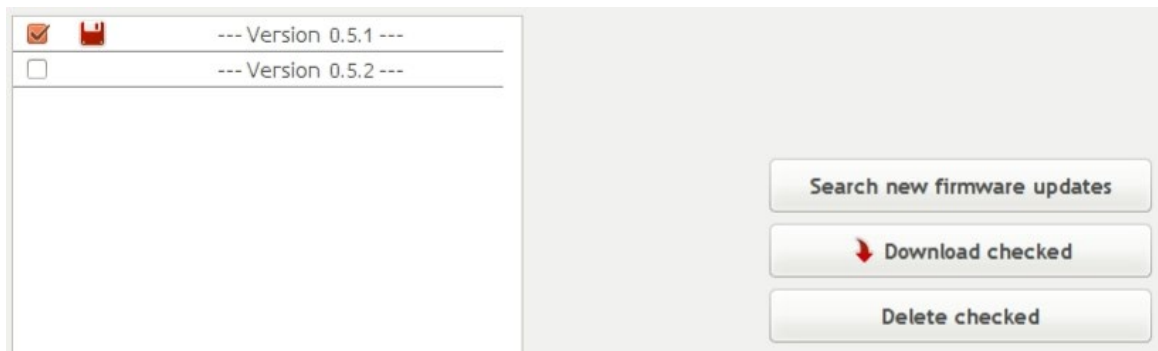 --- Version 0.5.1 ---
--- Version 0.5.2 ---
Search new firmware updates
Download checked
Delete checked